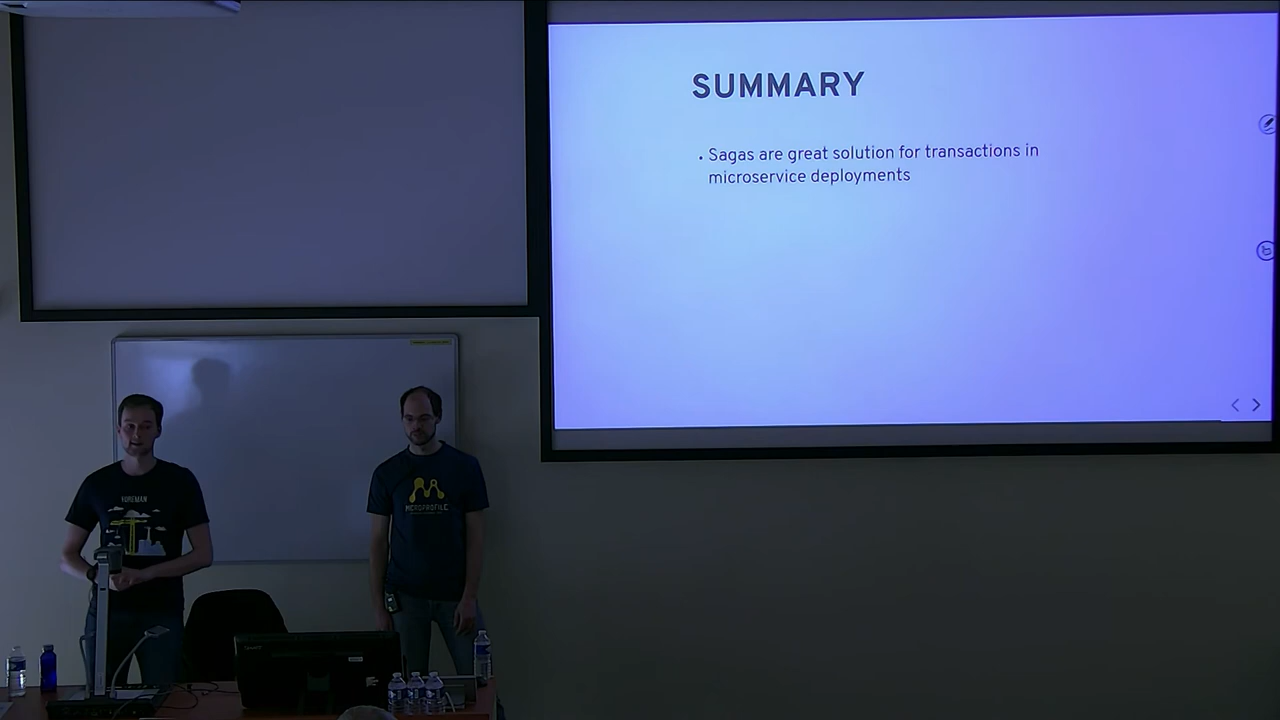 SUMMARY
• Sagas are great solution for transactions in
microservice deployments
FOREMAN
MICROPROFILE